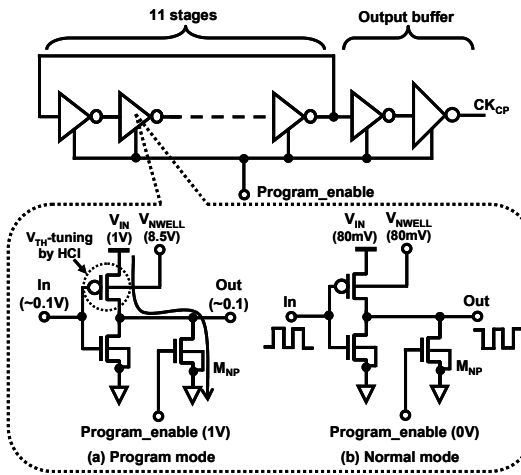 11 stages
Output buffer
CK_CP
Program_enable
V_IN
(1V)
V_NWELL
(8.5V)
V_TH-tuning
by HCI
In
(~0.1V)
Out
(~0.1)
M_NP
Program_enable (1V)
(a) Program mode
V_IN
(80mV)
V_NWELL
(80mV)
In
Out
M_NP
Program_enable (0V)
(b) Normal mode